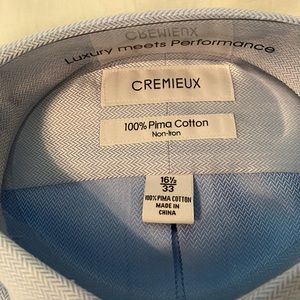 CREMIEUX
Luxury meets Performance
CREMIEUX
100% Pima Cotton
Non-Iron
16½
33
100% PIMA COTTON
MADE IN
CHINA